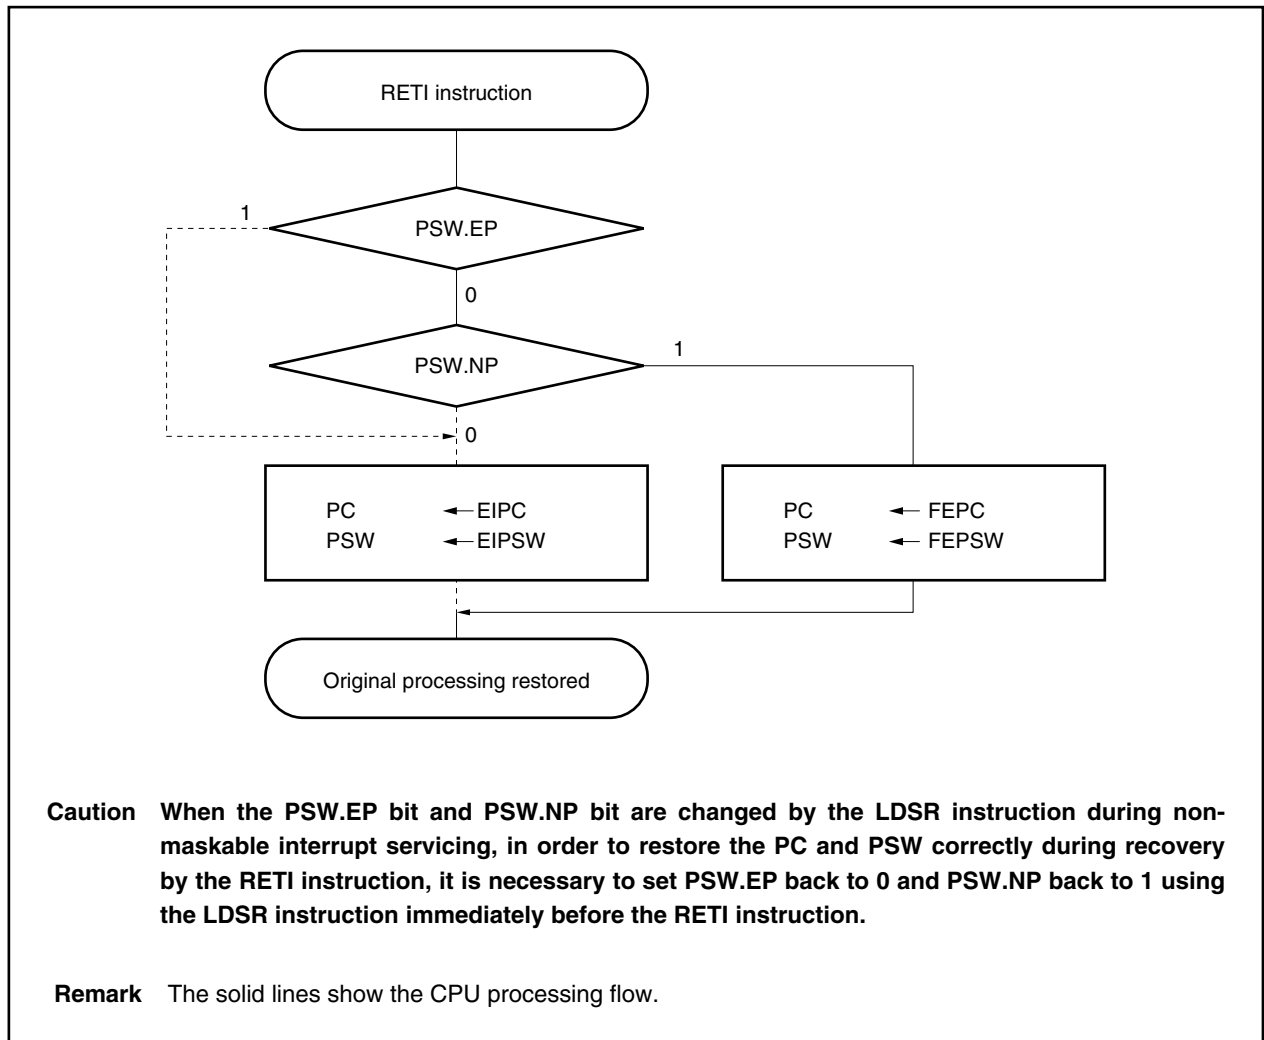 RETI instruction
1
PSW.EP
0
PSW.NP
1
0
PC ← EIPC
PSW ← EIPSW
PC ← FEPC
PSW ← FEPSW
Original processing restored
Caution When the PSW.EP bit and PSW.NP bit are changed by the LDSR instruction during non-
maskable interrupt servicing, in order to restore the PC and PSW correctly during recovery
by the RETI instruction, it is necessary to set PSW.EP back to 0 and PSW.NP back to 1 using
the LDSR instruction immediately before the RETI instruction.
Remark The solid lines show the CPU processing flow.